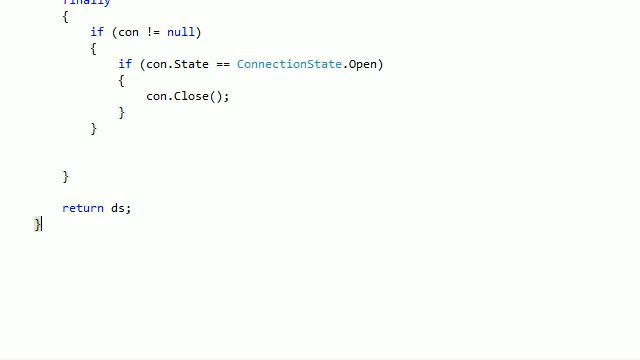 finally
{
if (con != null)
{
if (con.State == ConnectionState.Open)
{
con.Close();
}
}
}
return ds;
}